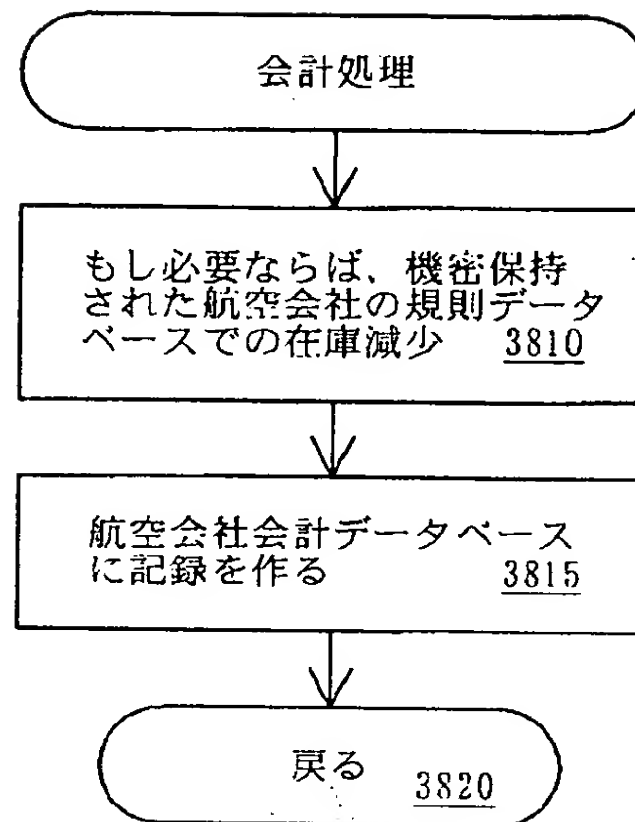 会計処理
もし必要ならば、機密保持
された航空会社の規則データ
ベースでの在庫減少 3810
航空会社会計データベース
に記録を作る 3815
戻る 3820